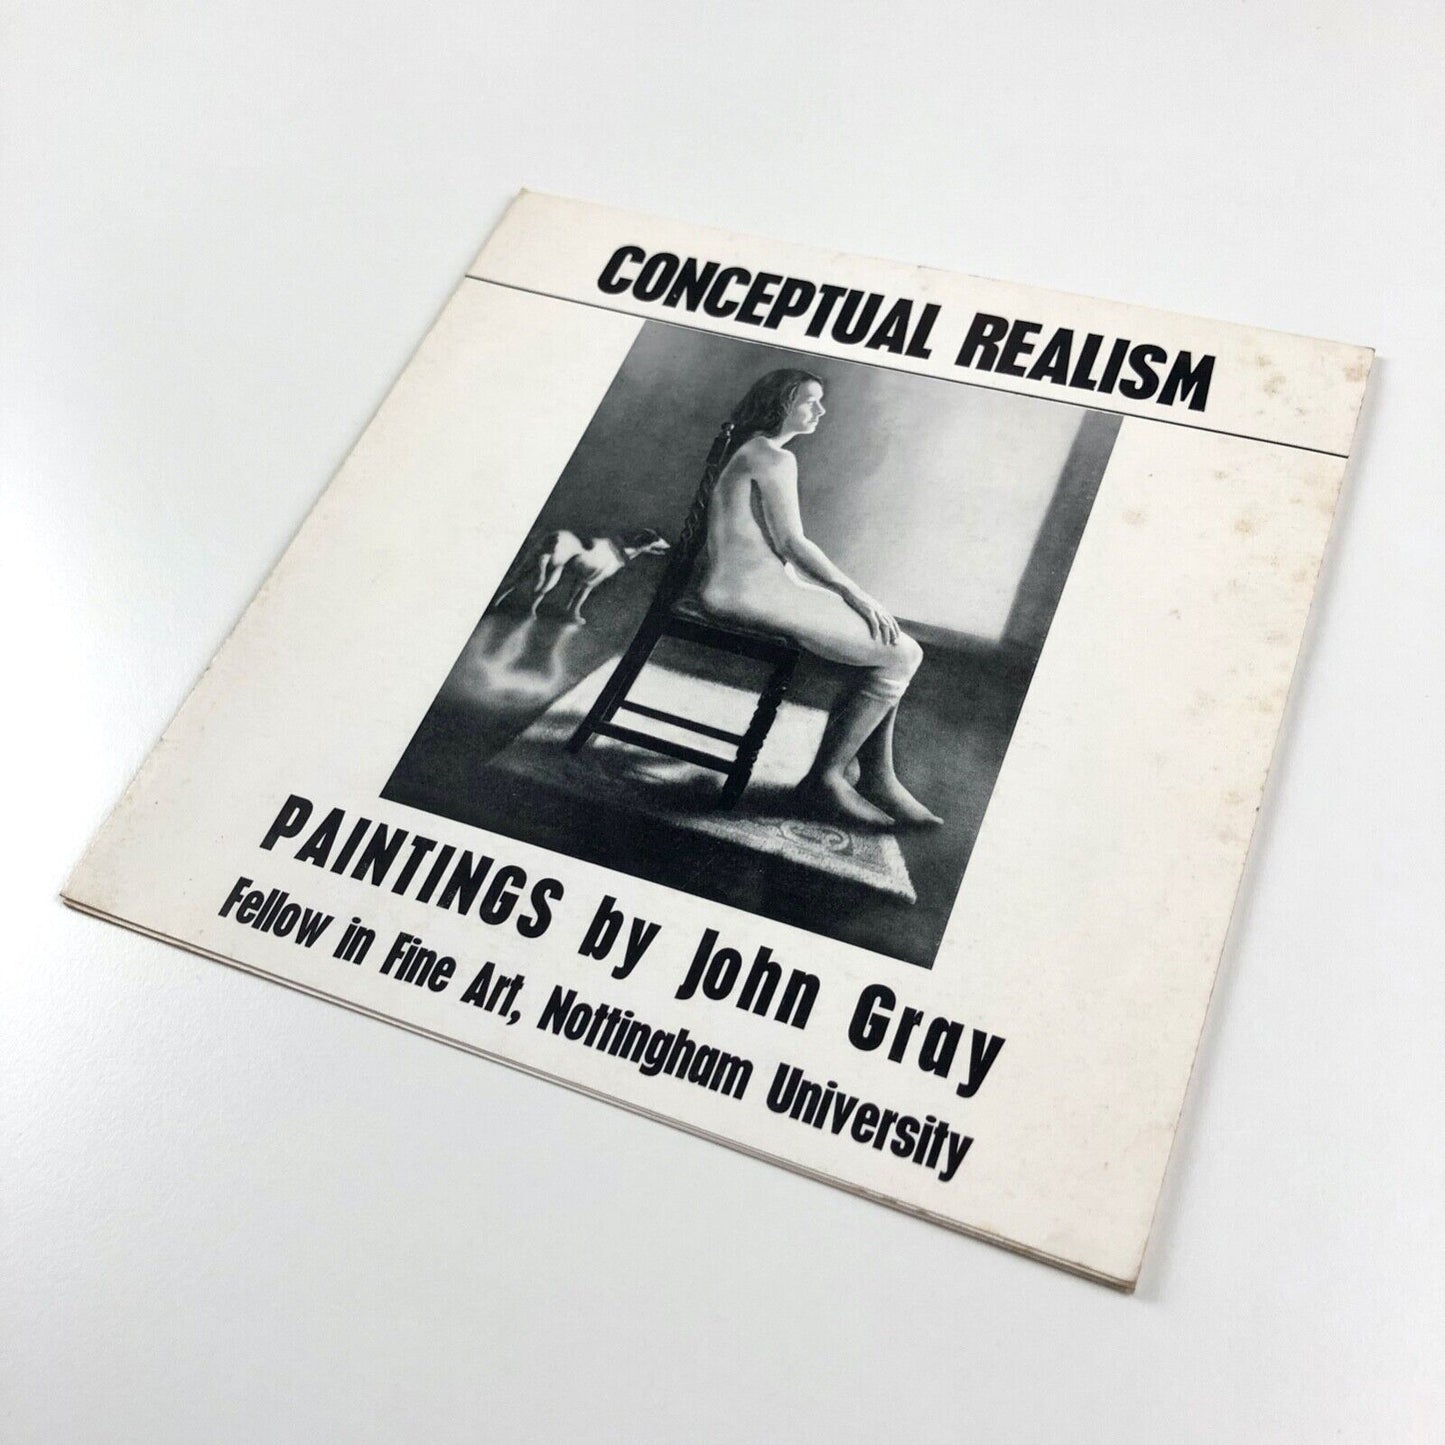 CONCEPTUAL REALISM
PAINTINGS by John Gray
Fellow in Fine Art, Nottingham University